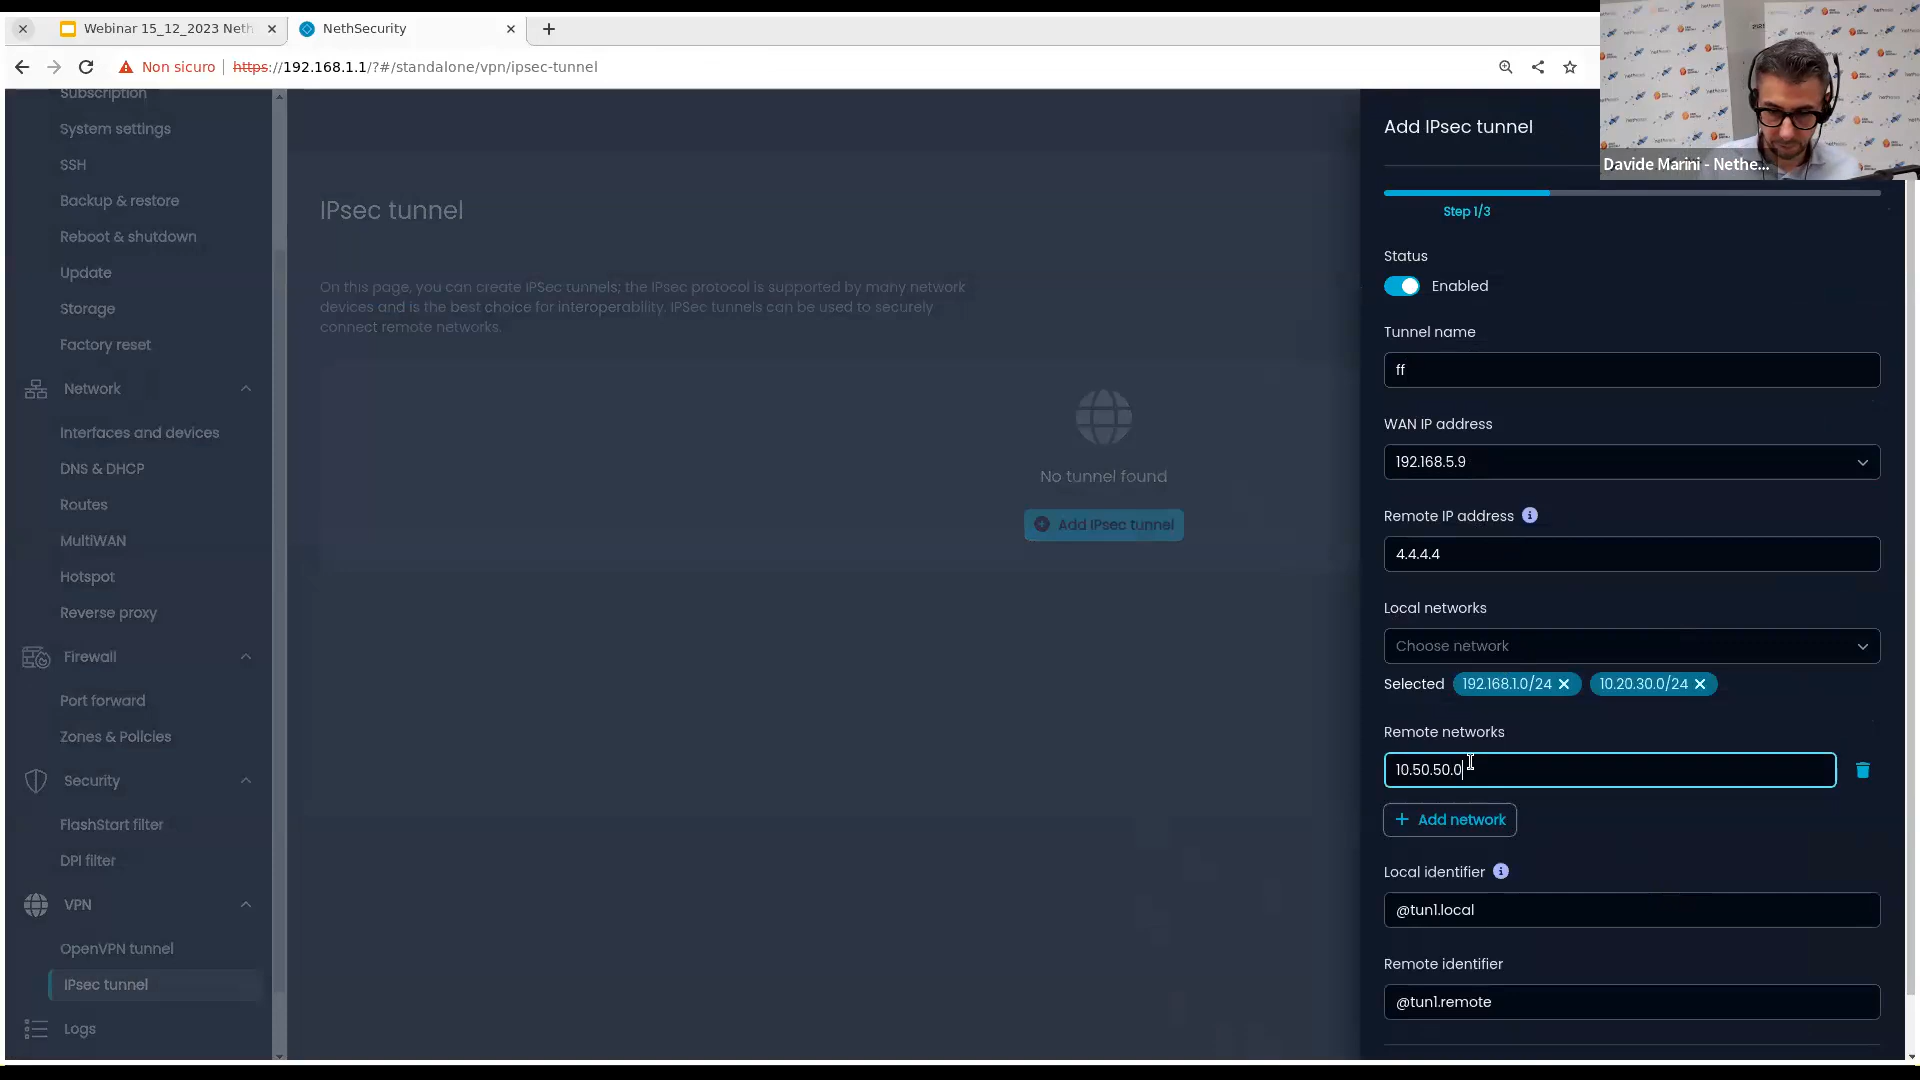 Webinar 15_12_2023 Neth
NethSecurity
Non sicuro
https://192.168.1.1/?#/standalone/vpn/ipsec-tunnel
Davide Marini - Nethe...
Subscription
System settings
SSH
Backup & restore
Reboot & shutdown
Update
Storage
Factory reset
Network
Interfaces and devices
DNS & DHCP
Routes
MultiWAN
Hotspot
Reverse proxy
Firewall
Port forward
Zones & Policies
Security
FlashStart filter
DPI filter
VPN
OpenVPN tunnel
IPsec tunnel
Logs
IPsec tunnel
On this page, you can create IPSec tunnels; the IPsec protocol is supported by many network
devices and is the best choice for interoperability. IPSec tunnels can be used to securely
connect remote networks.
No tunnel found
Add IPsec tunnel
Add IPsec tunnel
Step 1/3
Status
Enabled
Tunnel name
ff
WAN IP address
192.168.5.9
Remote IP address
4.4.4.4
Local networks
Choose network
Selected 192.168.1.0/24 10.20.30.0/24
Remote networks
10.50.50.0
Add network
Local identifier
@tun1.local
Remote identifier
@tun1.remote